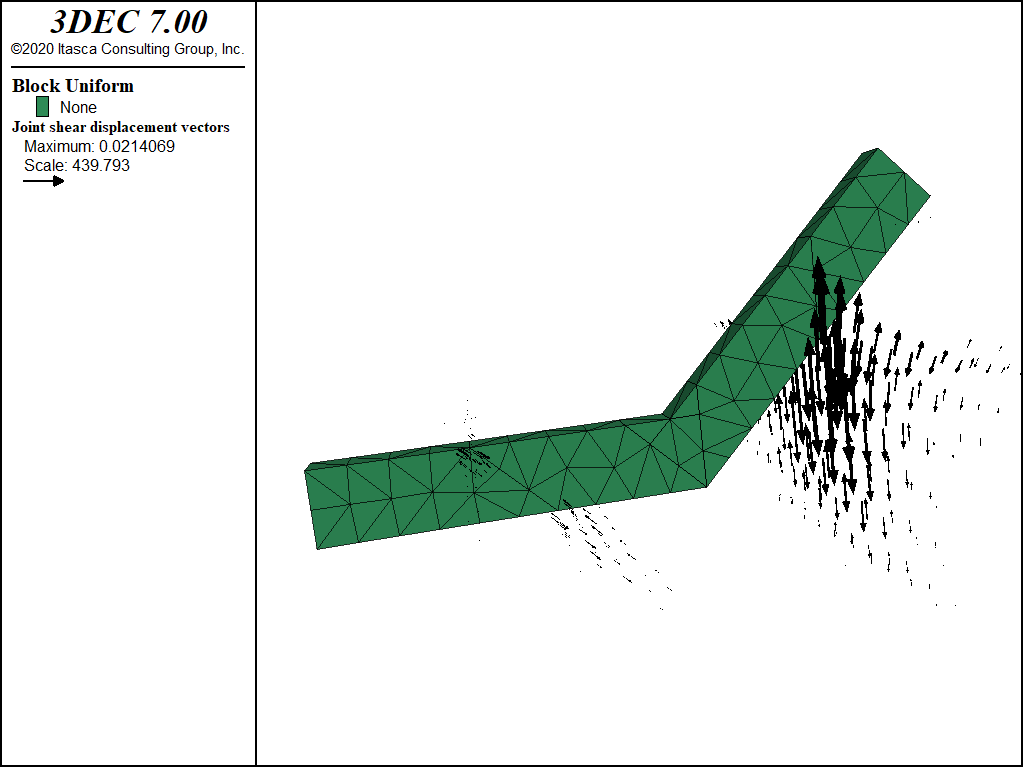 3DEC 7.00
©2020 Itasca Consulting Group, Inc.
Block Uniform
None
Joint shear displacement vectors
Maximum: 0.0214069
Scale: 439.793